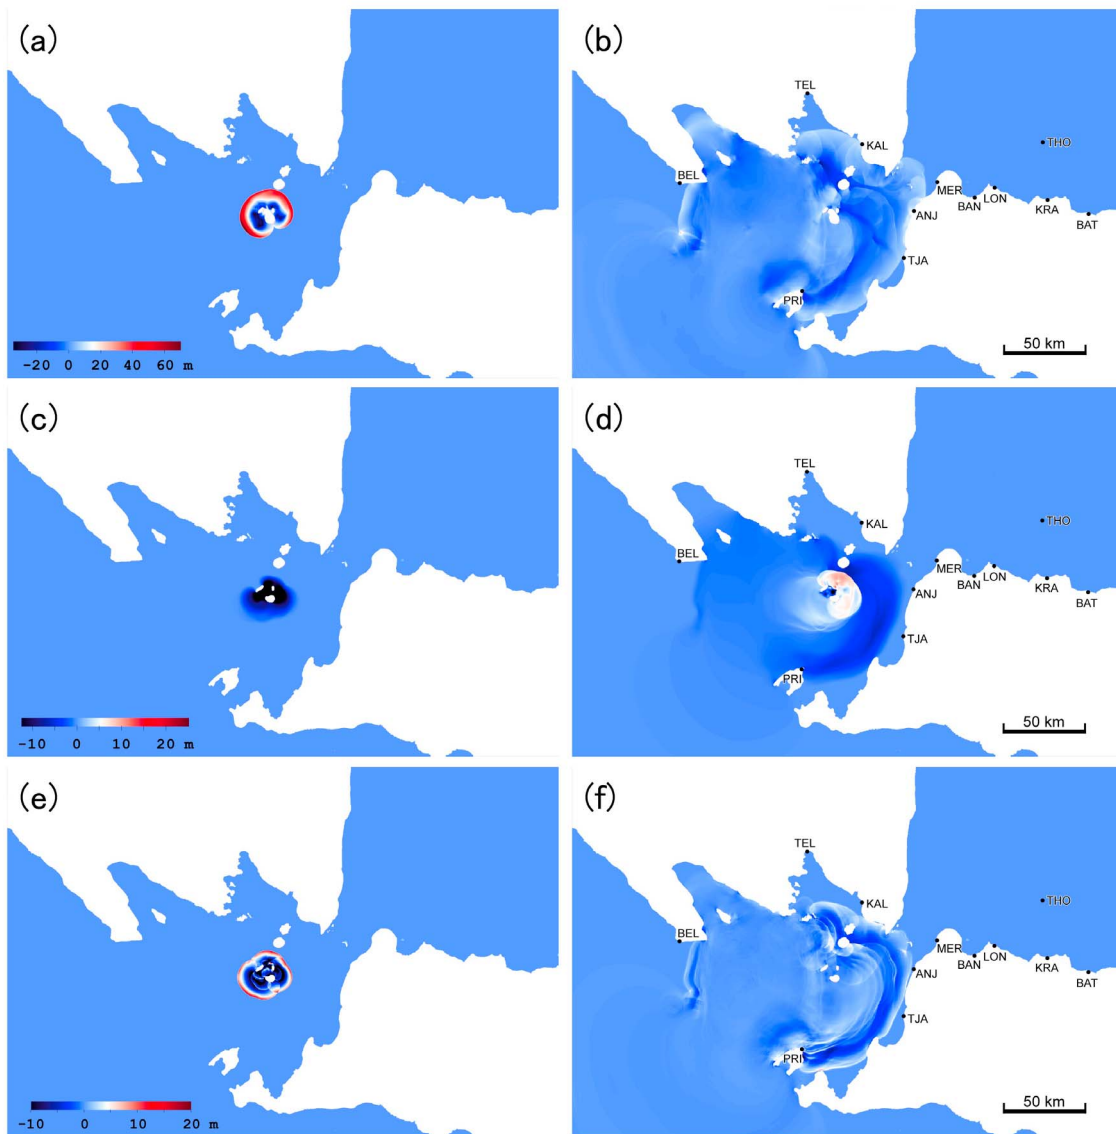 (a)
-20 0 20 40 60 m
(b)
TEL
KAL
THO
BEL
MER
BAN LON
KRA
BAT
ANJ
TJA
PRI
50 km
(c)
-10 0 10 20 m
(d)
TEL
KAL
THO
BEL
MER
BAN LON
KRA
BAT
ANJ
TJA
PRI
50 km
(e)
-10 0 10 20 m
(f)
TEL
KAL
THO
BEL
MER
BAN LON
KRA
BAT
ANJ
TJA
PRI
50 km